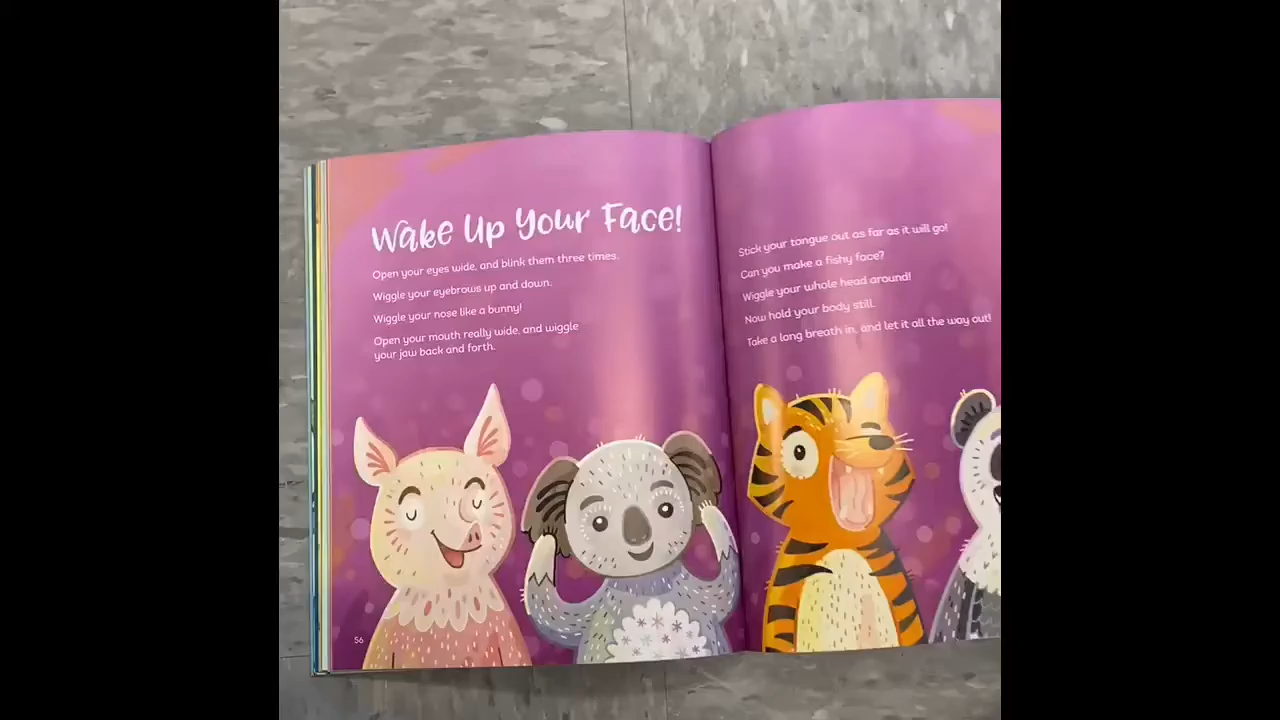 Wake Up Your Face!
Open your eyes wide, and blink them three times.
Wiggle your eyebrows up and down.
Wiggle your nose like a bunny!
Open your mouth really wide, and wiggle
your jaw back and forth.
56
Stick your tongue out as far as it will go!
Can you make a fishy face?
Wiggle your whole head around!
Now hold your body still.
Take a long breath in, and let it all the way out!